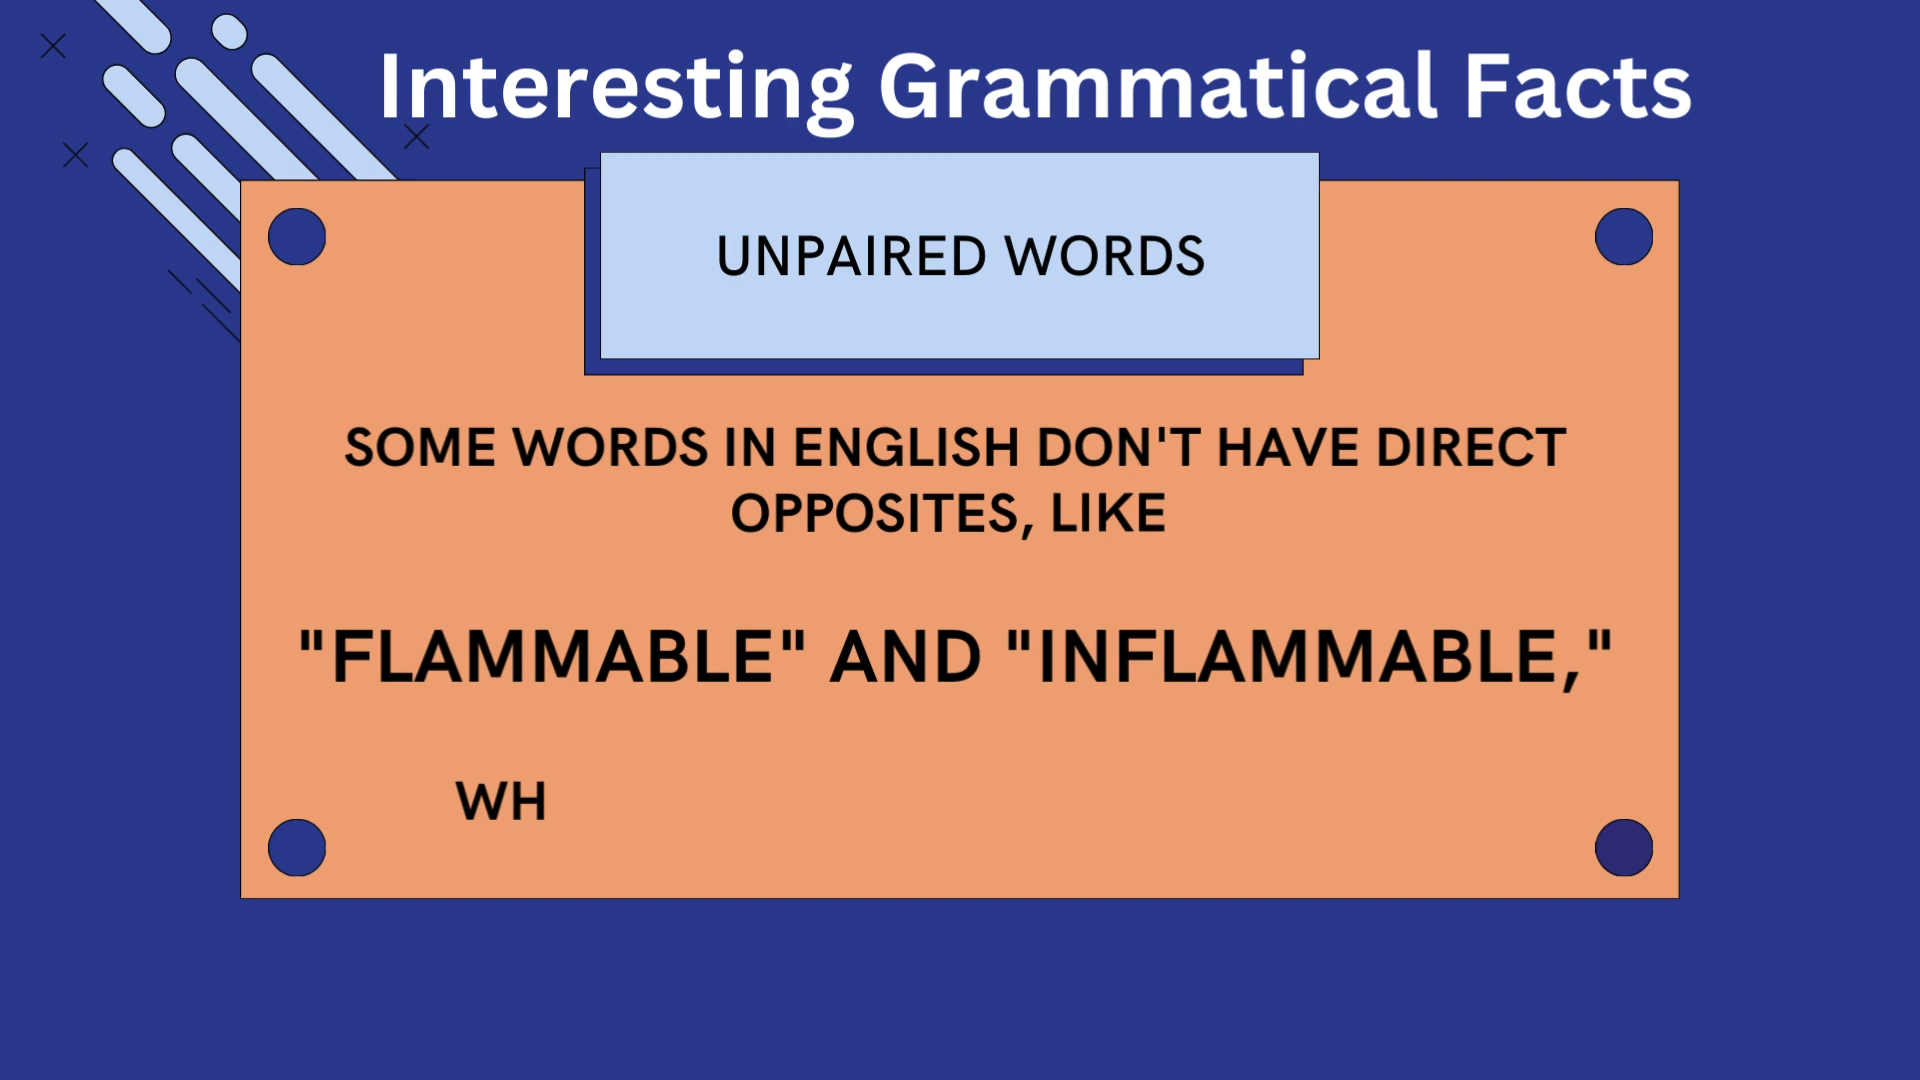 Interesting Grammatical Facts
UNPAIRED WORDS
SOME WORDS IN ENGLISH DON'T HAVE DIRECT
OPPOSITES, LIKE
"FLAMMABLE" AND "INFLAMMABLE,"
WH